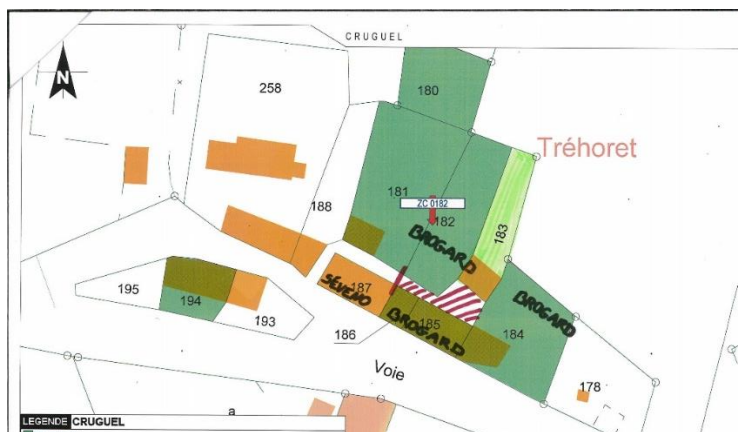 CRUGUEL
N
258
180
Tréhoret
181
ZC 0182
182
188
183
BROGARD
BROGARD
195
194
193
187
SEVENO
186
185
BROGARD
184
178
Voie
a
LEGENDE CRUGUEL